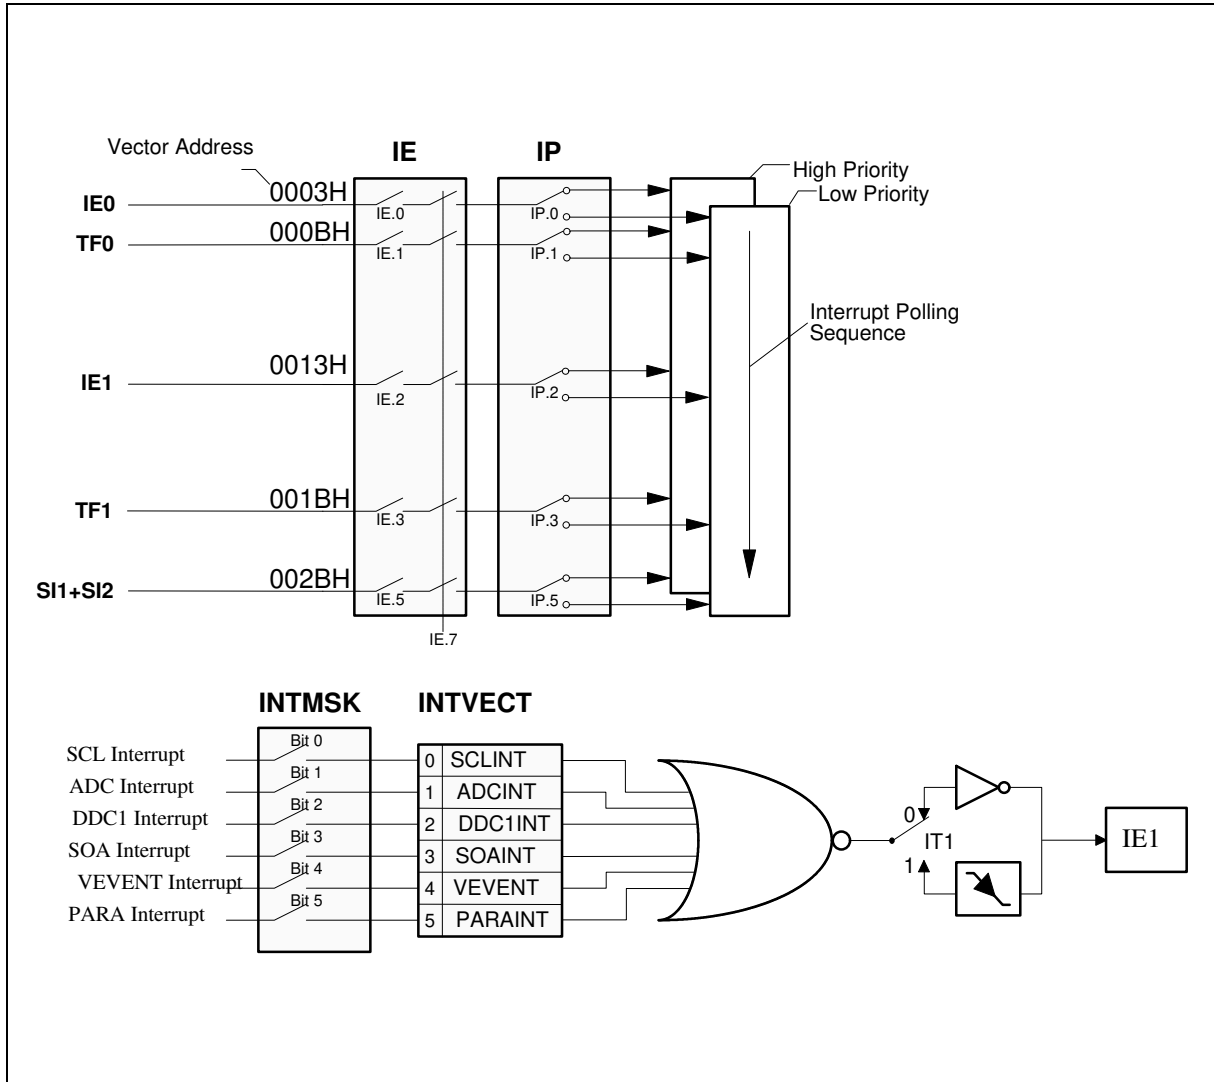 Vector Address
IE
IP
High Priority
Low Priority
IE0
0003H
IE.0
IP.0
TF0
000BH
IE.1
IP.1
Interrupt Polling
Sequence
IE1
0013H
IE.2
IP.2
TF1
001BH
IE.3
IP.3
SI1+SI2
002BH
IE.5
IP.5
IE.7
INTMSK
INTVECT
SCL Interrupt
Bit 0
0 SCLINT
ADC Interrupt
Bit 1
1 ADCINT
DDC1 Interrupt
Bit 2
2 DDC1INT
SOA Interrupt
Bit 3
3 SOAINT
VEVENT Interrupt
Bit 4
4 VEVENT
PARA Interrupt
Bit 5
5 PARAINT
0
IT1
1
IE1